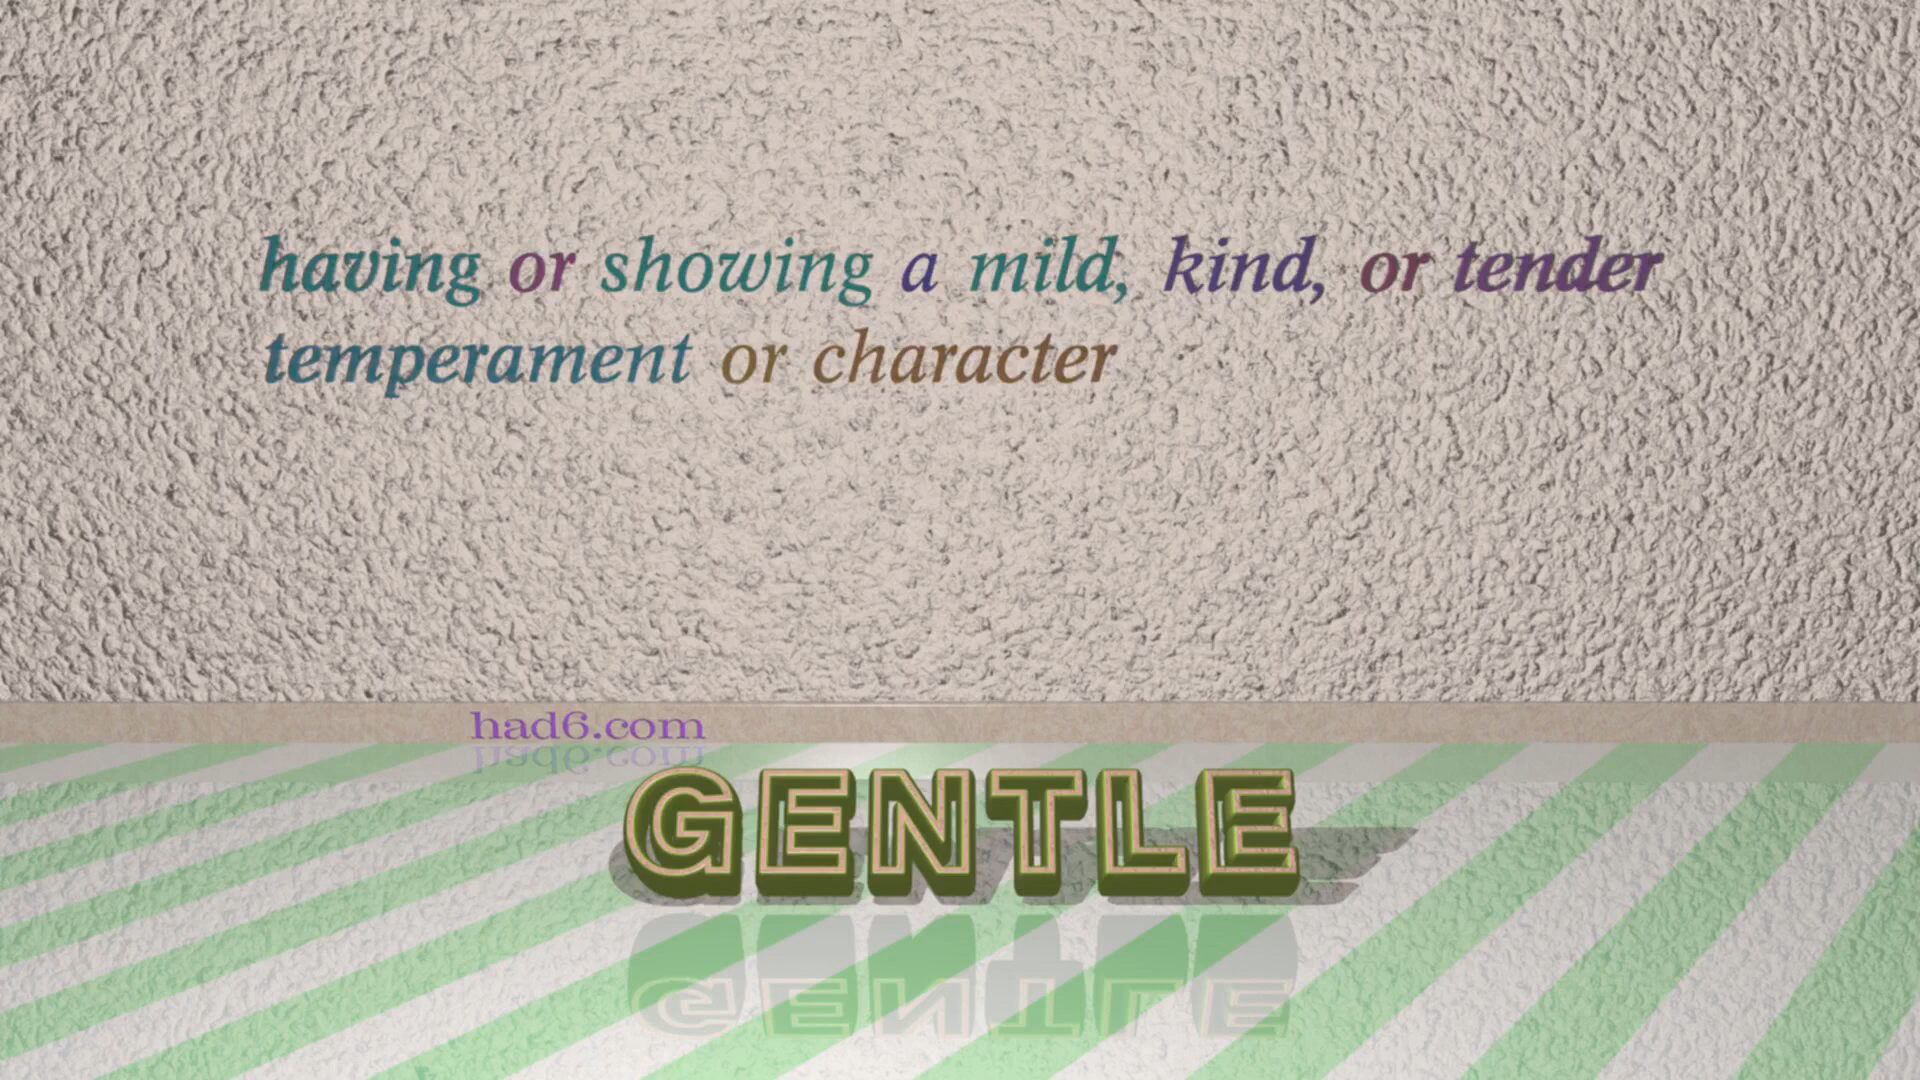 having or showing a mild, kind, or tender
temperament or character
had6.com
GENTLE